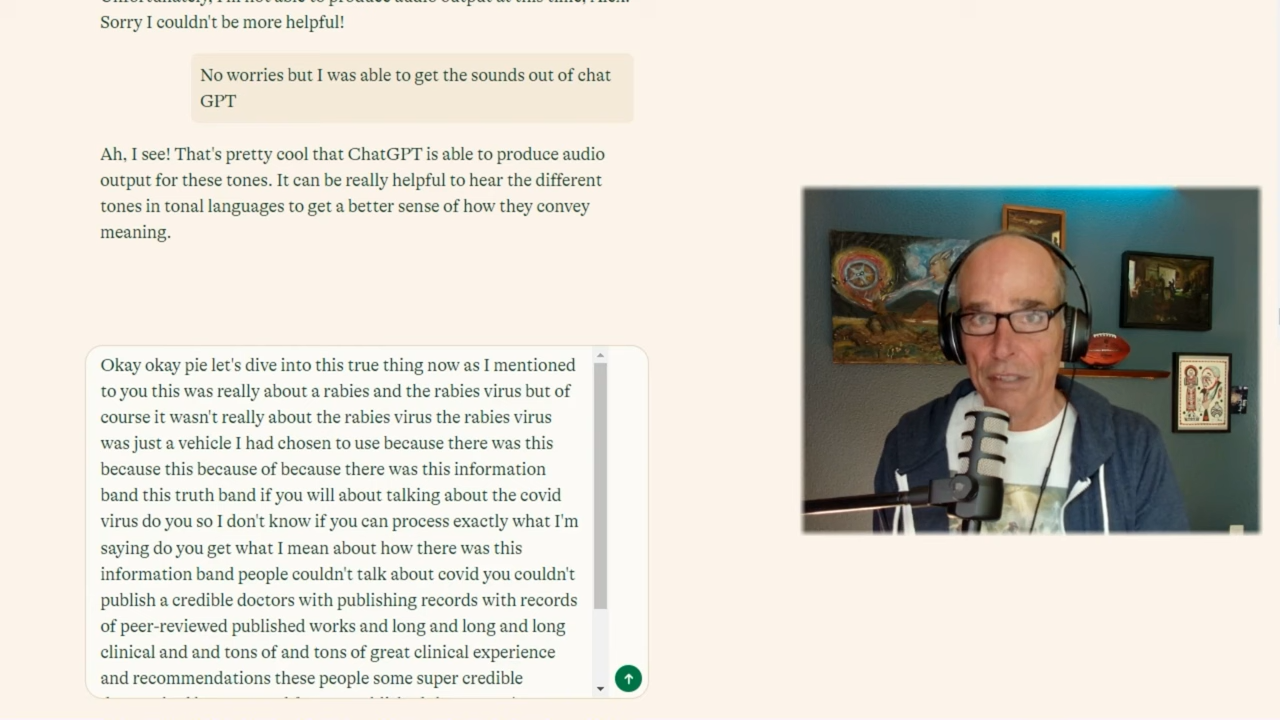 Sorry I couldn't be more helpful!
No worries but I was able to get the sounds out of chat
GPT
Ah, I see! That's pretty cool that ChatGPT is able to produce audio
output for these tones. It can be really helpful to hear the different
tones in tonal languages to get a better sense of how they convey
meaning.
Okay okay pie let's dive into this true thing now as I mentioned
to you this was really about a rabies and the rabies virus but of
course it wasn't really about the rabies virus the rabies virus
was just a vehicle I had chosen to use because there was this
because this because of because there was this information
band this truth band if you will about talking about the covid
virus do you so I don't know if you can process exactly what I'm
saying do you get what I mean about how there was this
information band people couldn't talk about covid you couldn't
publish a credible doctors with publishing records with records
of peer-reviewed published works and long and long and long
clinical and and tons of and tons of great clinical experience
and recommendations these people some super credible